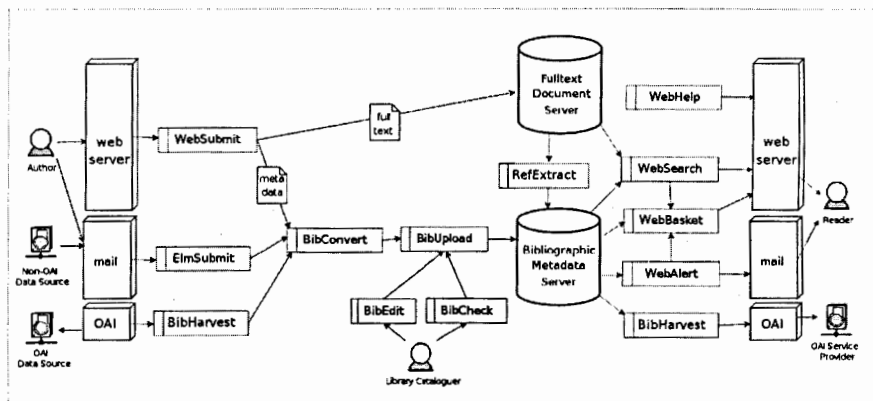 Fulltext
Document
Server
WebHelp
web
server
WebSubmit
full
text
web
server
Author
RefExtract
WebSearch
meta
data
Reader
WebBasket
mail
ElmSubmit
BibConvert
BibUpload
Bibliographic
Metadata
Server
WebAlert
mail
Non-OAI
Data Source
BibEdit
BibCheck
OAI
BibHarvest
BibHarvest
OAI
OAI
Data Source
OAI Service
Provider
Library Cataloguer